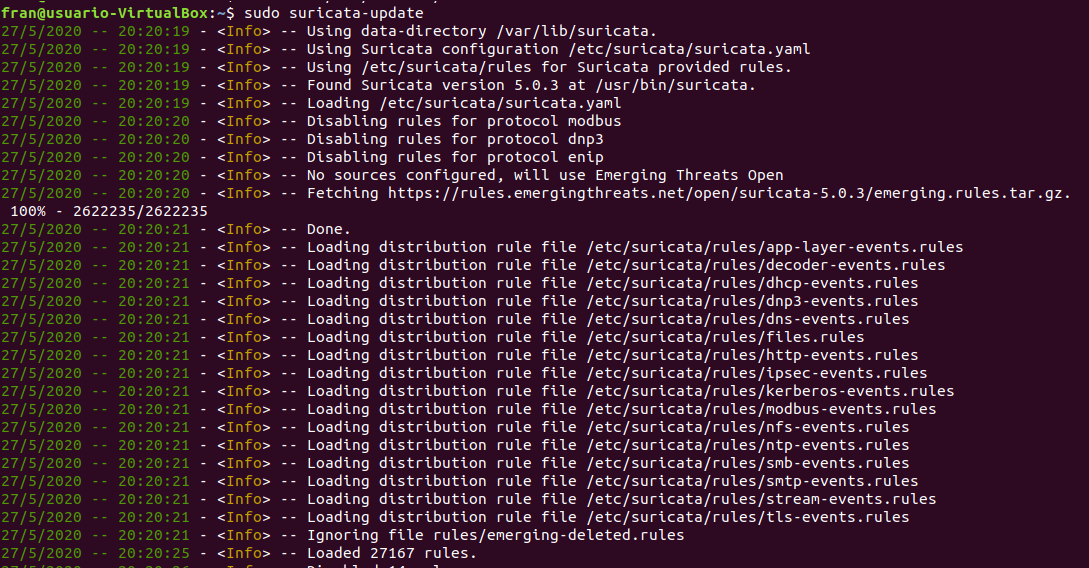 fran@usuario-VirtualBox:~$ sudo suricata-update
27/5/2020 -- 20:20:19 - <Info> -- Using data-directory /var/lib/suricata.
27/5/2020 -- 20:20:19 - <Info> -- Using Suricata configuration /etc/suricata/suricata.yaml
27/5/2020 -- 20:20:19 - <Info> -- Using /etc/suricata/rules for Suricata provided rules.
27/5/2020 -- 20:20:19 - <Info> -- Found Suricata version 5.0.3 at /usr/bin/suricata.
27/5/2020 -- 20:20:19 - <Info> -- Loading /etc/suricata/suricata.yaml
27/5/2020 -- 20:20:20 - <Info> -- Disabling rules for protocol modbus
27/5/2020 -- 20:20:20 - <Info> -- Disabling rules for protocol dnp3
27/5/2020 -- 20:20:20 - <Info> -- Disabling rules for protocol enip
27/5/2020 -- 20:20:20 - <Info> -- No sources configured, will use Emerging Threats Open
27/5/2020 -- 20:20:20 - <Info> -- Fetching https://rules.emergingthreats.net/open/suricata-5.0.3/emerging.rules.tar.gz.
100% - 2622235/2622235
27/5/2020 -- 20:20:21 - <Info> -- Done.
27/5/2020 -- 20:20:21 - <Info> -- Loading distribution rule file /etc/suricata/rules/app-layer-events.rules
27/5/2020 -- 20:20:21 - <Info> -- Loading distribution rule file /etc/suricata/rules/decoder-events.rules
27/5/2020 -- 20:20:21 - <Info> -- Loading distribution rule file /etc/suricata/rules/dhcp-events.rules
27/5/2020 -- 20:20:21 - <Info> -- Loading distribution rule file /etc/suricata/rules/dnp3-events.rules
27/5/2020 -- 20:20:21 - <Info> -- Loading distribution rule file /etc/suricata/rules/dns-events.rules
27/5/2020 -- 20:20:21 - <Info> -- Loading distribution rule file /etc/suricata/rules/files.rules
27/5/2020 -- 20:20:21 - <Info> -- Loading distribution rule file /etc/suricata/rules/http-events.rules
27/5/2020 -- 20:20:21 - <Info> -- Loading distribution rule file /etc/suricata/rules/ipsec-events.rules
27/5/2020 -- 20:20:21 - <Info> -- Loading distribution rule file /etc/suricata/rules/kerberos-events.rules
27/5/2020 -- 20:20:21 - <Info> -- Loading distribution rule file /etc/suricata/rules/modbus-events.rules
27/5/2020 -- 20:20:21 - <Info> -- Loading distribution rule file /etc/suricata/rules/nfs-events.rules
27/5/2020 -- 20:20:21 - <Info> -- Loading distribution rule file /etc/suricata/rules/ntp-events.rules
27/5/2020 -- 20:20:21 - <Info> -- Loading distribution rule file /etc/suricata/rules/smb-events.rules
27/5/2020 -- 20:20:21 - <Info> -- Loading distribution rule file /etc/suricata/rules/smtp-events.rules
27/5/2020 -- 20:20:21 - <Info> -- Loading distribution rule file /etc/suricata/rules/stream-events.rules
27/5/2020 -- 20:20:21 - <Info> -- Loading distribution rule file /etc/suricata/rules/tls-events.rules
27/5/2020 -- 20:20:21 - <Info> -- Ignoring file rules/emerging-deleted.rules
27/5/2020 -- 20:20:25 - <Info> -- Loaded 27167 rules.